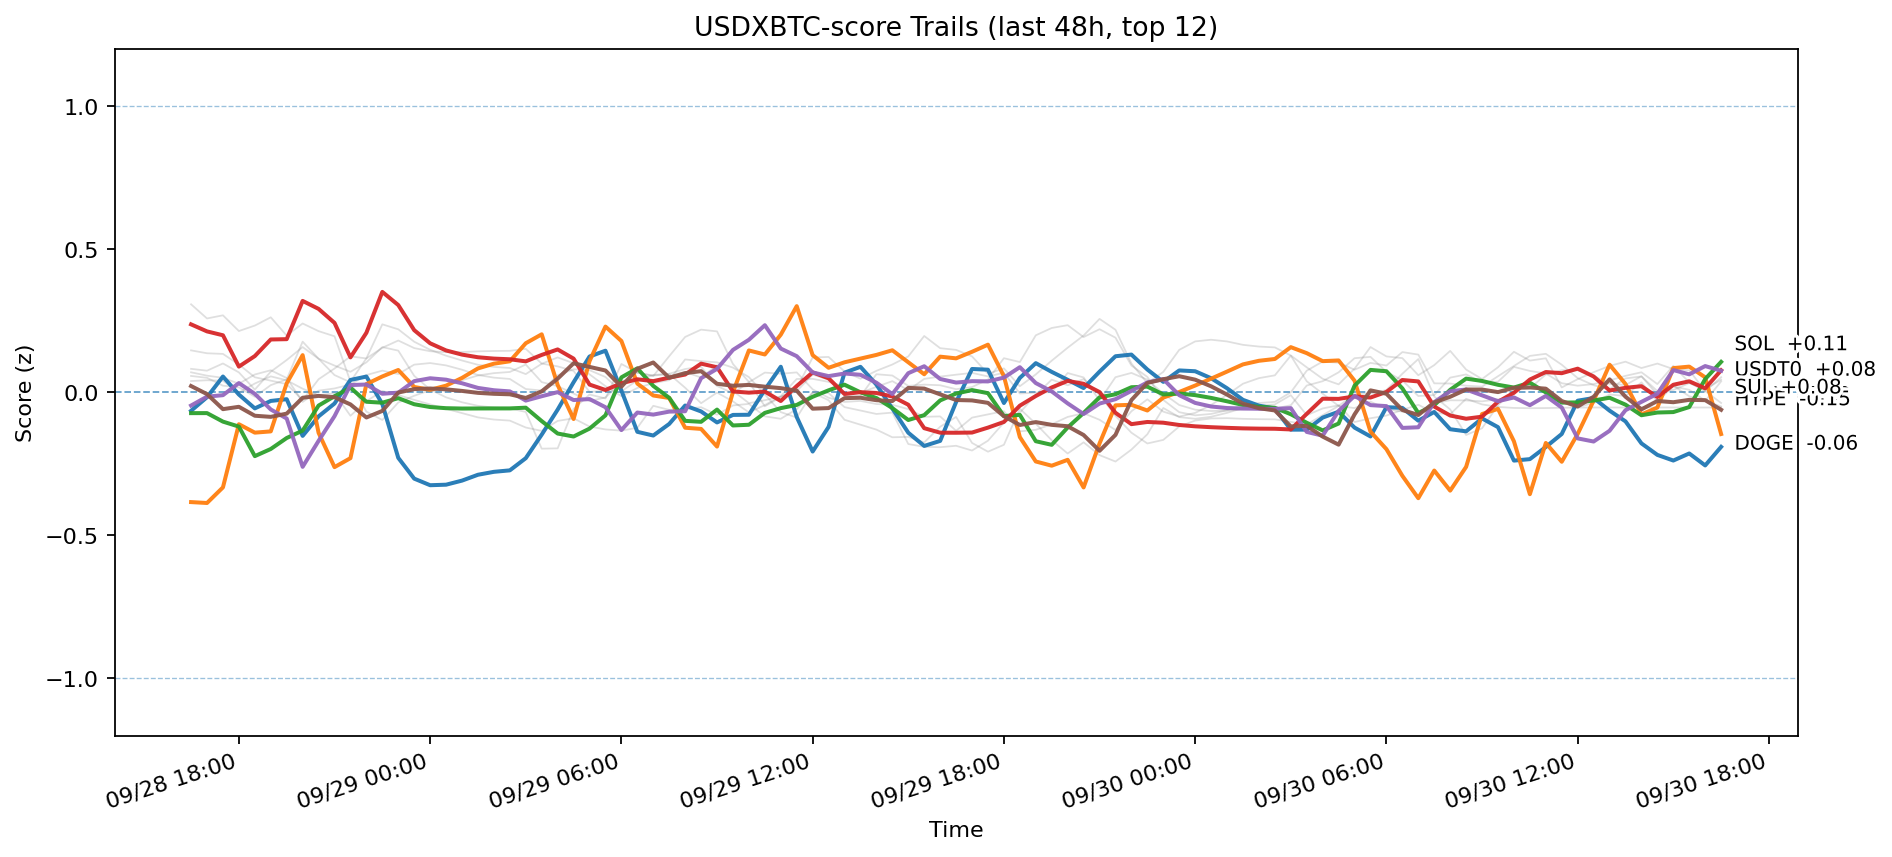 USDXBTC-score Trails (last 48h, top 12)
Score (z)
1.0
0.5
0.0
−0.5
−1.0
SOL +0.11
USDT0 +0.08
SUI +0.08
HYPE -0.15
DOGE -0.06
09/28 18:00
09/29 00:00
09/29 06:00
09/29 12:00
09/29 18:00
09/30 00:00
09/30 06:00
09/30 12:00
09/30 18:00
Time